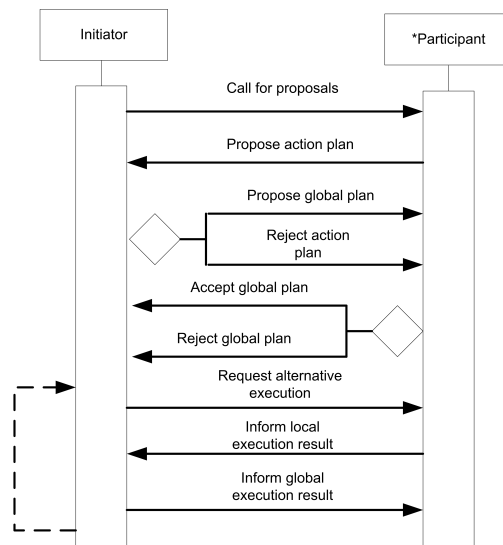 Initiator
*Participant
Call for proposals
Propose action plan
Propose global plan
Reject action
plan
Accept global plan
Reject global plan
Request alternative
execution
Inform local
execution result
Inform global
execution result